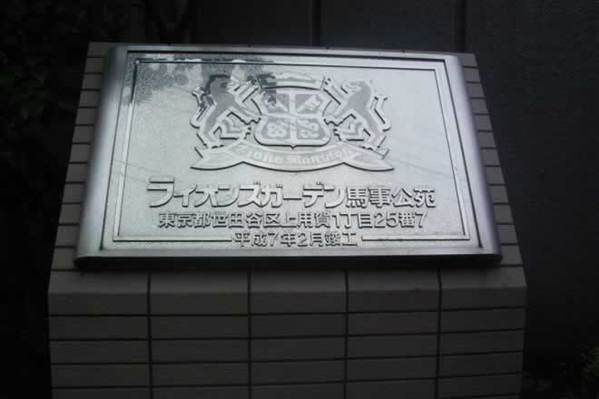 Lions Mansion
ライオンズガーデン馬事公苑
東京都世田谷区上用賀1丁目25番7
平成7年2月竣工